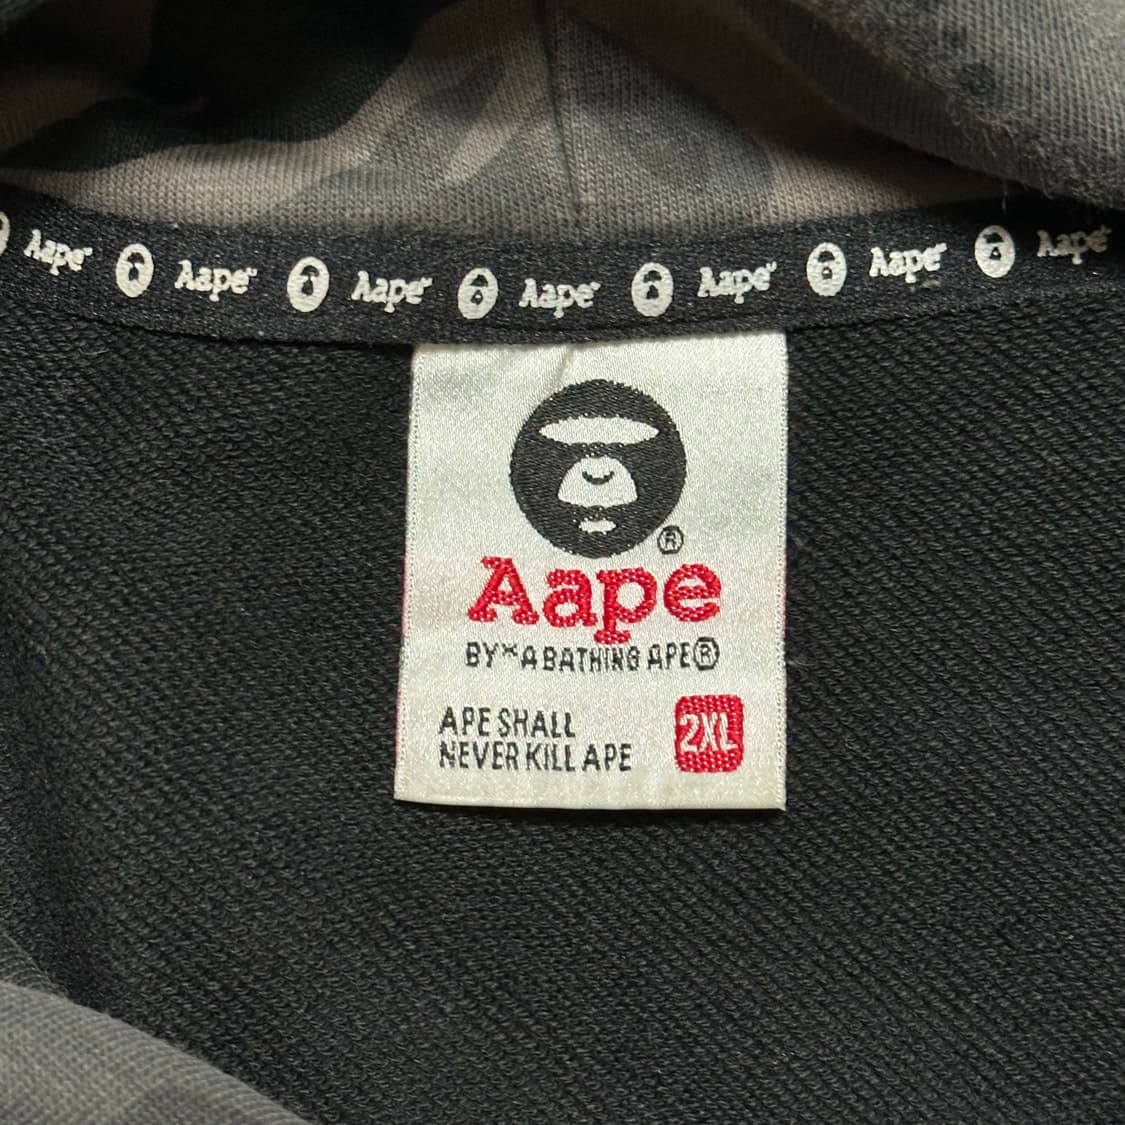 Aape Aape Aape Aape Aape Aape Aape
®
Aape
BY*A BATHING APE®
APE SHALL
NEVER KILL APE
2XL